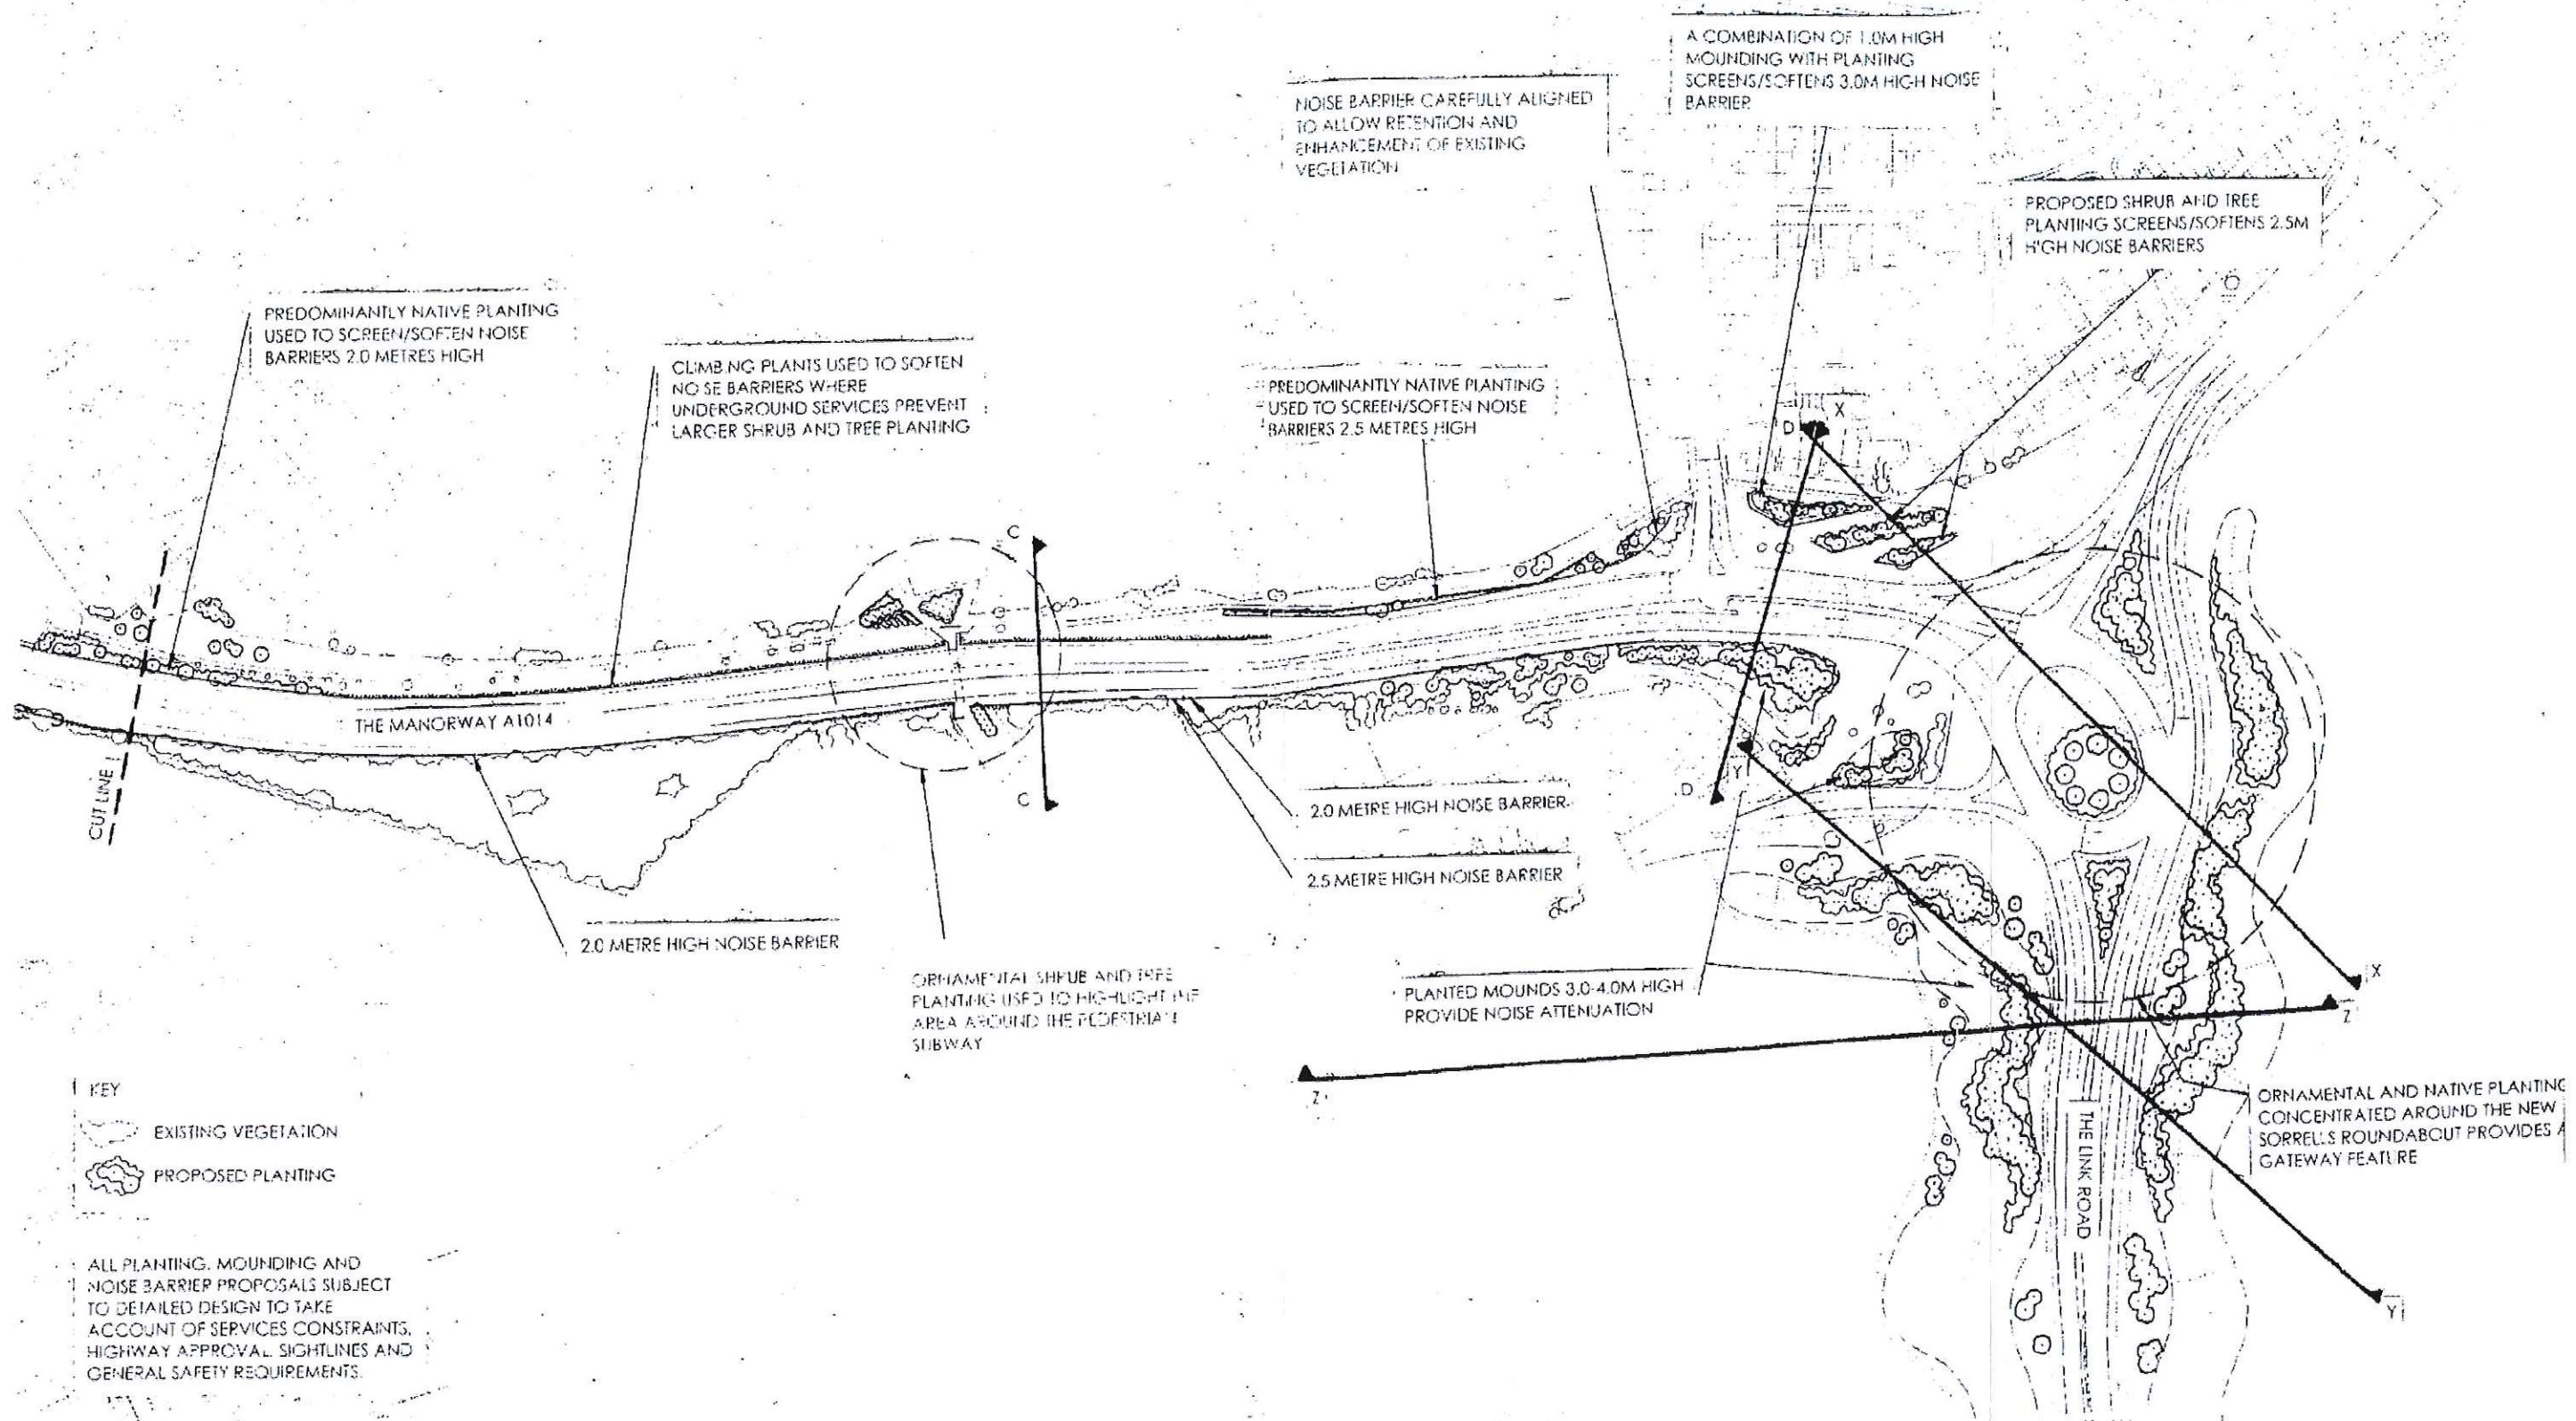 A COMBINATION OF 1.0M HIGH
MOUNDING WITH PLANTING
SCREENS/SOFTENS 3.0M HIGH NOISE
BARRIER
NOISE BARRIER CAREFULLY ALIGNED
TO ALLOW RETENTION AND
ENHANCEMENT OF EXISTING
VEGETATION
PROPOSED SHRUB AND TREE
PLANTING SCREENS/SOFTENS 2.5M
HIGH NOISE BARRIERS
PREDOMINANTLY NATIVE PLANTING
USED TO SCREEN/SOFTEN NOISE
BARRIERS 2.0 METRES HIGH
CLIMBING PLANTS USED TO SOFTEN
NOISE BARRIERS WHERE
UNDERGROUND SERVICES PREVENT
LARGER SHRUB AND TREE PLANTING
PREDOMINANTLY NATIVE PLANTING
USED TO SCREEN/SOFTEN NOISE
BARRIERS 2.5 METRES HIGH
X
D
C
THE MANORWAY A1014
CUT LINE 1
C
Y
D
2.0 METRE HIGH NOISE BARRIER
2.5 METRE HIGH NOISE BARRIER
2.0 METRE HIGH NOISE BARRIER
ORNAMENTAL SHRUB AND TREE
PLANTING USED TO HIGHLIGHT THE
AREA AROUND THE PEDESTRIAN
SUBWAY
PLANTED MOUNDS 3.0-4.0M HIGH
PROVIDE NOISE ATTENUATION
X
Z
Z
ORNAMENTAL AND NATIVE PLANTING
CONCENTRATED AROUND THE NEW
SORRELLS ROUNDABOUT PROVIDES A
GATEWAY FEATURE
THE LINK ROAD
Y
KEY
EXISTING VEGETATION
PROPOSED PLANTING
ALL PLANTING, MOUNDING AND
NOISE BARRIER PROPOSALS SUBJECT
TO DETAILED DESIGN TO TAKE
ACCOUNT OF SERVICES CONSTRAINTS,
HIGHWAY APPROVAL, SIGHTLINES AND
GENERAL SAFETY REQUIREMENTS.